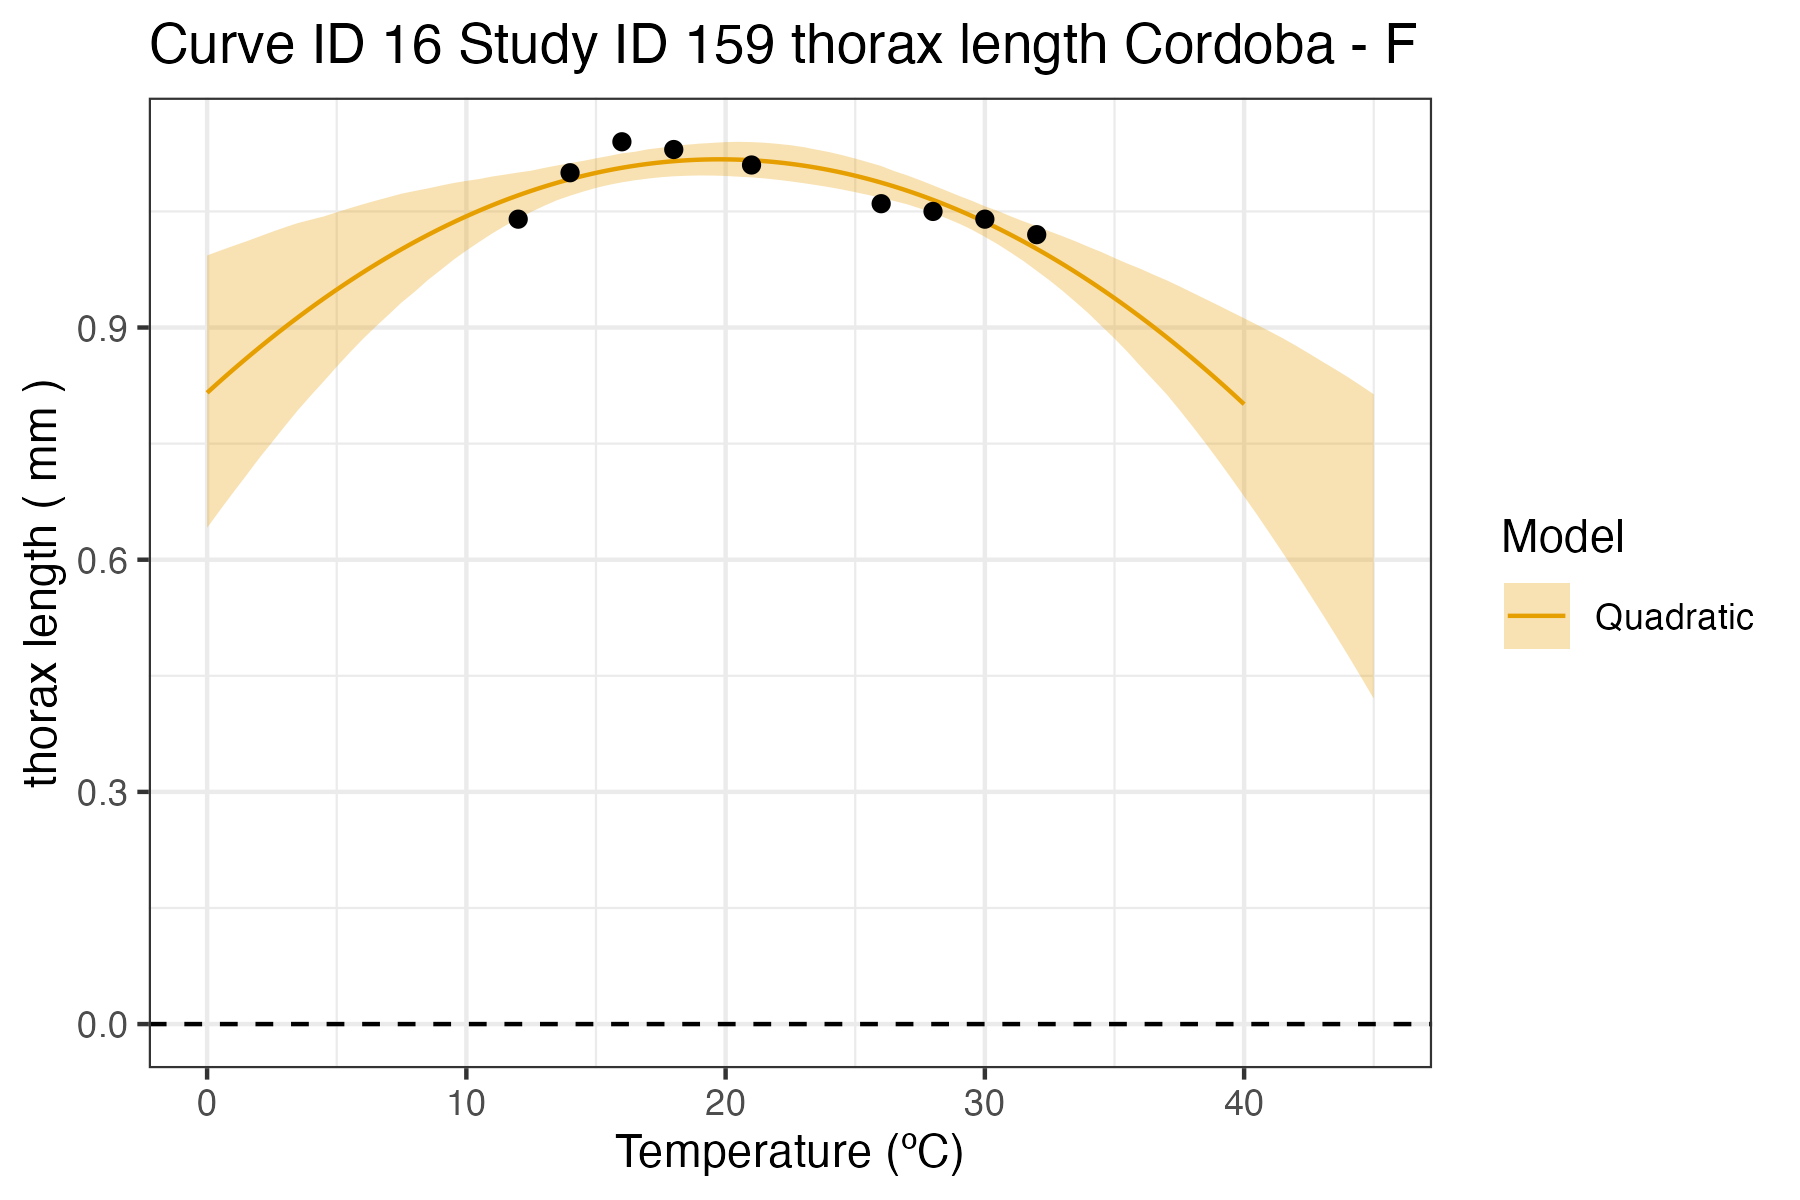 Curve ID 16 Study ID 159 thorax length Cordoba - F
thorax length ( mm )
0.9
0.6
0.3
0.0
0 10 20 30 40
Temperature (ºC)
Model
Quadratic